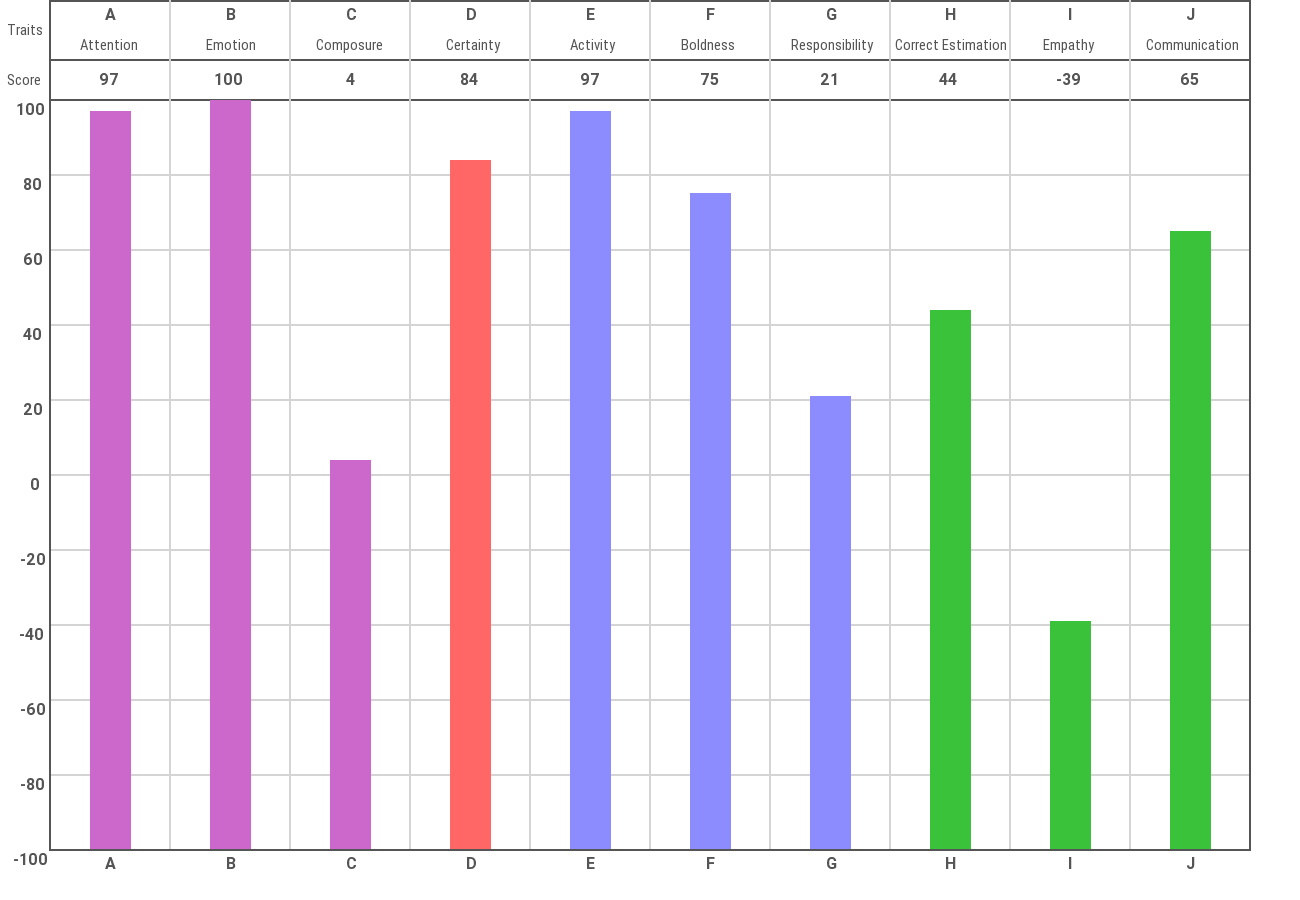 A B C D E F G H I J
Traits
Attention Emotion Composure Certainty Activity Boldness Responsibility Correct Estimation Empathy Communication
Score 97 100 4 84 97 75 21 44 -39 65
100
80
60
40
20
0
-20
-40
-60
-80
-100
A B C D E F G H I J